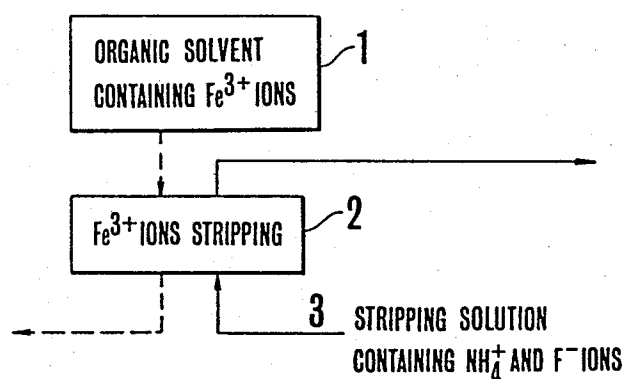 ORGANIC SOLVENT
CONTAINING Fe³⁺ IONS
1
Fe³⁺ IONS STRIPPING
2
3
STRIPPING SOLUTION
CONTAINING NH₄⁺ AND F⁻ IONS